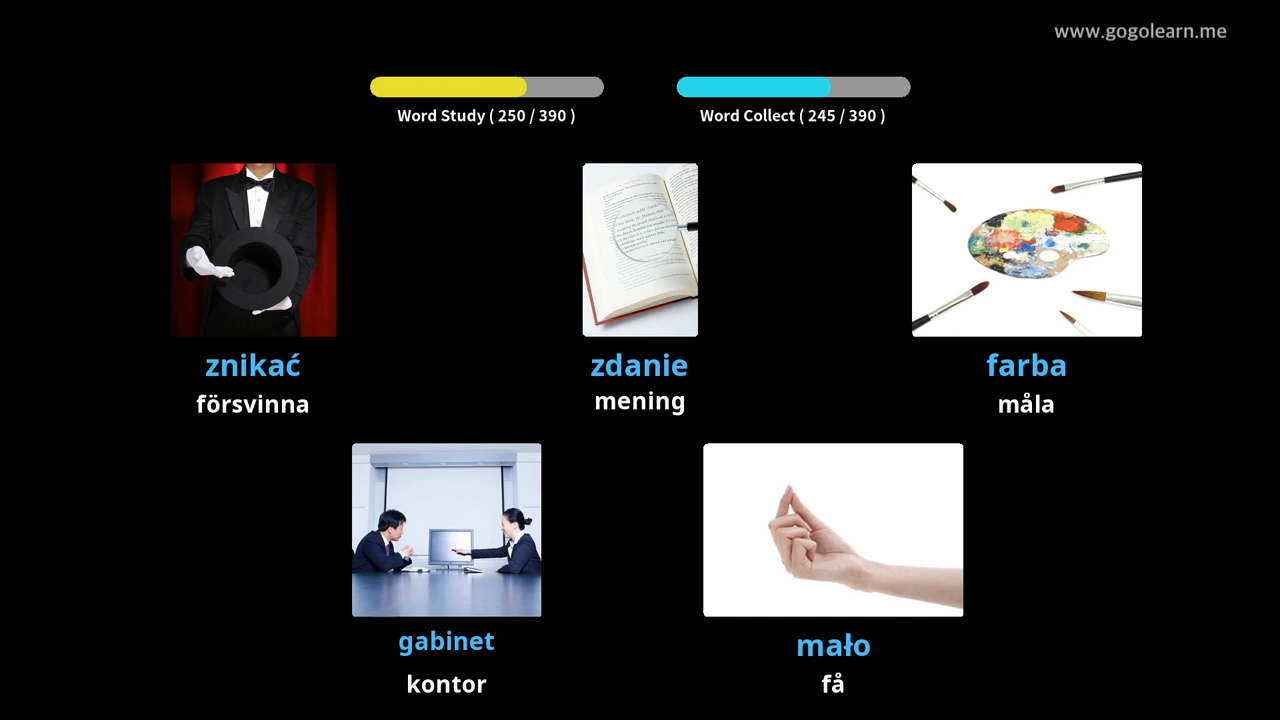 www.gogolearn.me
Word Study ( 250 / 390 )
Word Collect ( 245 / 390 )
znikać
försvinna
zdanie
mening
farba
måla
gabinet
kontor
mało
få